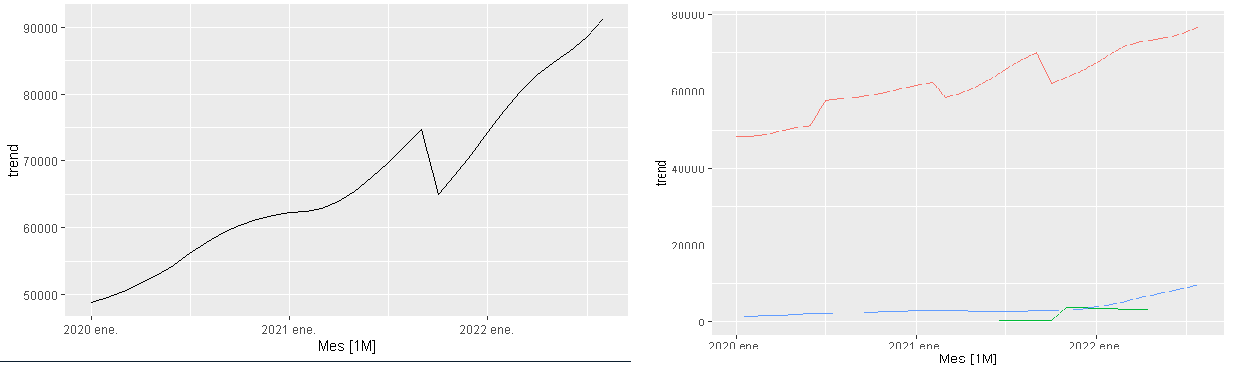 90000
80000
70000
60000
50000
trend
2020 ene.
2021 ene.
2022 ene.
Mes [1M]
80000
60000
40000
20000
0
trend
2020 ene
2021 ene
2022 ene
Mes [1M]